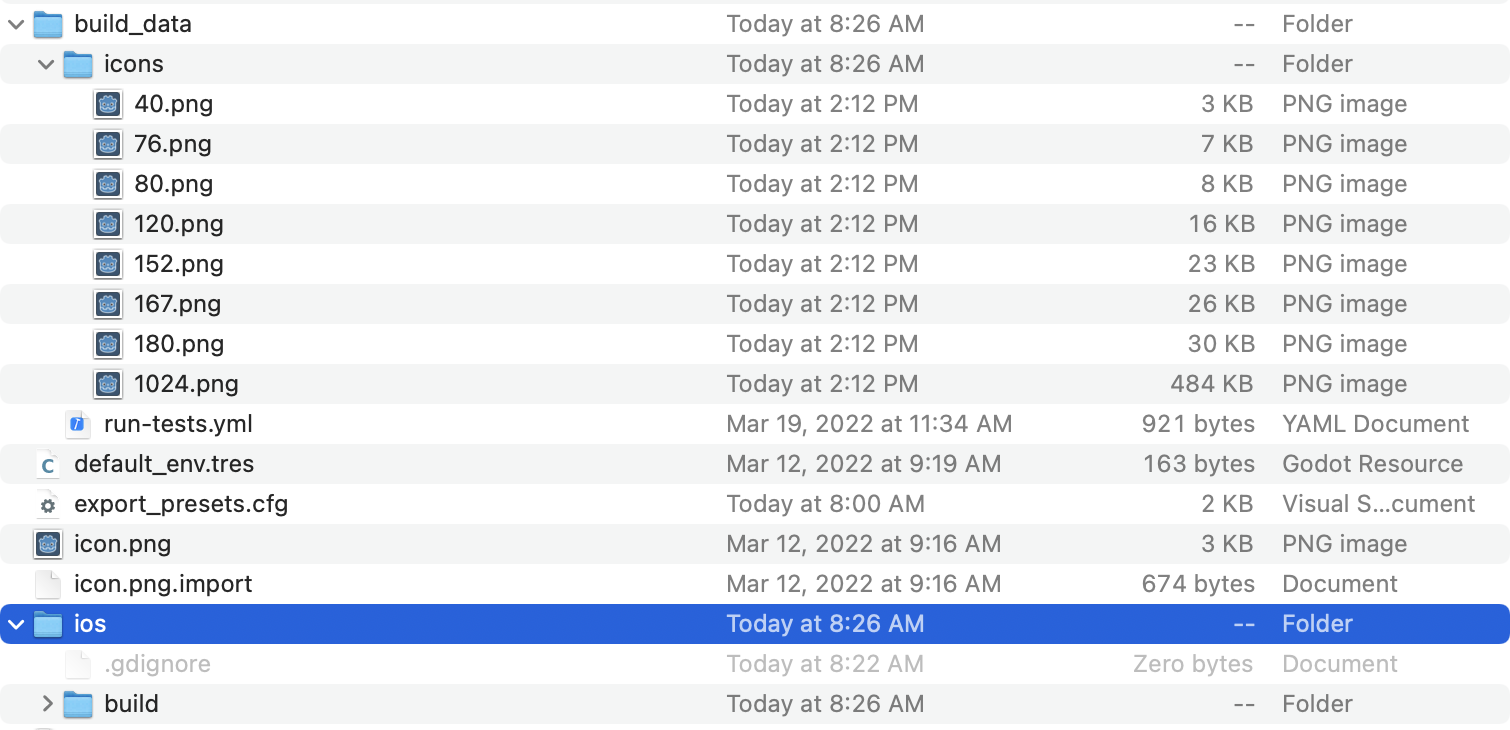 build_data Today at 8:26 AM -- Folder
icons Today at 8:26 AM -- Folder
40.png Today at 2:12 PM 3 KB PNG image
76.png Today at 2:12 PM 7 KB PNG image
80.png Today at 2:12 PM 8 KB PNG image
120.png Today at 2:12 PM 16 KB PNG image
152.png Today at 2:12 PM 23 KB PNG image
167.png Today at 2:12 PM 26 KB PNG image
180.png Today at 2:12 PM 30 KB PNG image
1024.png Today at 2:12 PM 484 KB PNG image
run-tests.yml Mar 19, 2022 at 11:34 AM 921 bytes YAML Document
default_env.tres Mar 12, 2022 at 9:19 AM 163 bytes Godot Resource
export_presets.cfg Today at 8:00 AM 2 KB Visual S...cument
icon.png Mar 12, 2022 at 9:16 AM 3 KB PNG image
icon.png.import Mar 12, 2022 at 9:16 AM 674 bytes Document
ios Today at 8:26 AM -- Folder
.gdignore Today at 8:22 AM Zero bytes Document
build Today at 8:26 AM -- Folder